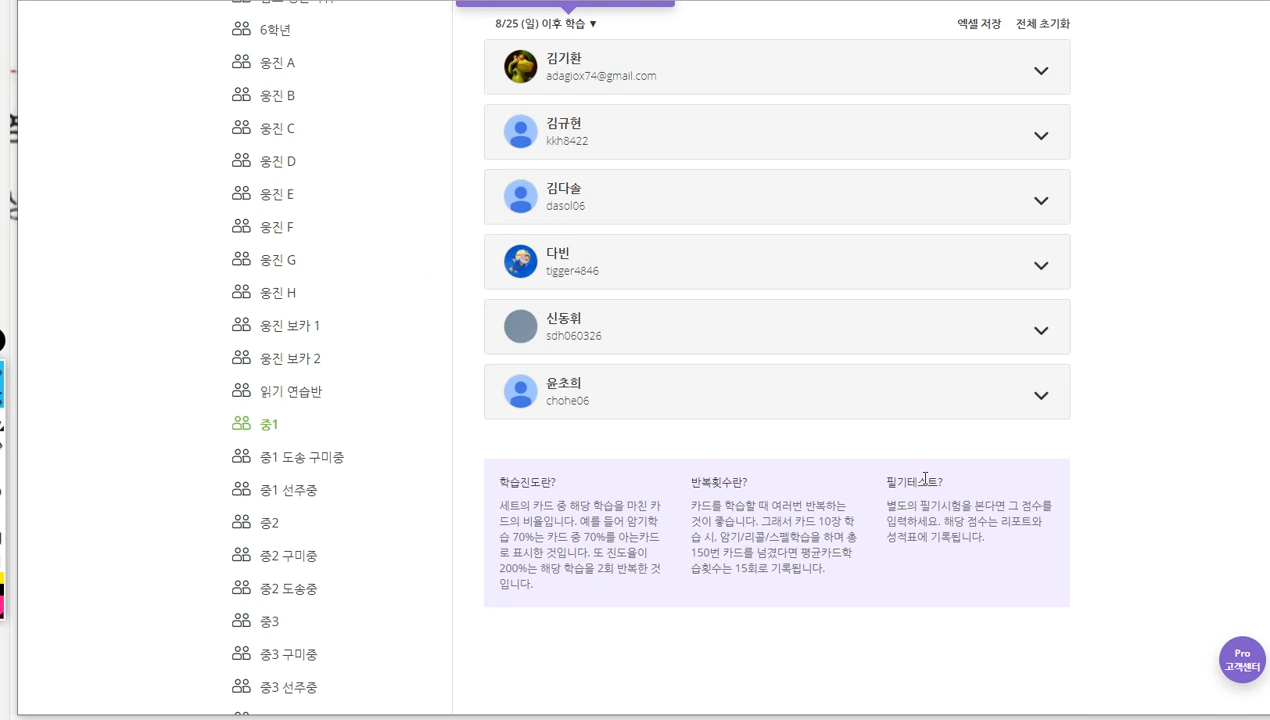 6학년
웅진 A
웅진 B
웅진 C
웅진 D
웅진 E
웅진 F
웅진 G
웅진 H
웅진 보카 1
웅진 보카 2
읽기 연습반
중1
중1 도송 구미중
중1 선주중
중2
중2 구미중
중2 도송중
중3
중3 구미중
중3 선주중
8/25 (일) 이후 학습 ▼
엑셀 저장 전체 초기화
김기환
adagiox74@gmail.com
김규현
kkh8422
김다솔
dasol06
다빈
tigger4846
신동휘
sdh060326
윤초희
chohe06
학습진도란?
세트의 카드 중 해당 학습을 마친 카
드의 비율입니다. 예를 들어 암기학
습 70%는 카드 중 70%를 아는카드
로 표시한 것입니다. 또 진도율이
200%는 해당 학습을 2회 반복한 것
입니다.
반복횟수란?
카드를 학습할 때 여러번 반복하는
것이 좋습니다. 그래서 카드 10장 학
습 시, 암기/리콜/스펠학습을 하며 총
150번 카드를 넘겼다면 평균카드학
습횟수는 15회로 기록됩니다.
필기테스트?
별도의 필기시험을 본다면 그 점수를
입력하세요. 해당 점수는 리포트와
성적표에 기록됩니다.
Pro
고객센터